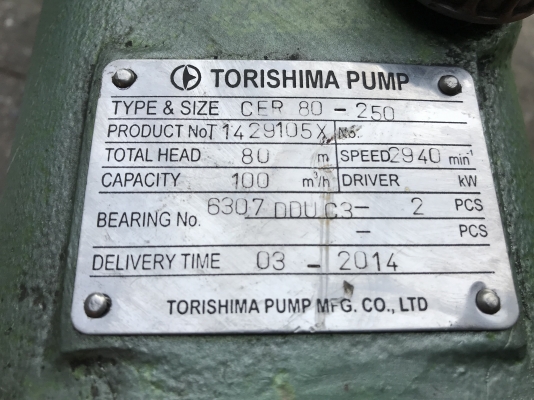 TORISHIMA PUMP
TYPE & SIZE CER 80 - 250
PRODUCT No T1429105X No.
TOTAL HEAD 80 m SPEED 2940 min⁻¹
CAPACITY 100 m³/h DRIVER kW
BEARING No. 6307 DDU C3 - 2 PCS
- PCS
DELIVERY TIME 03 - 2014
TORISHIMA PUMP MFG. CO., LTD